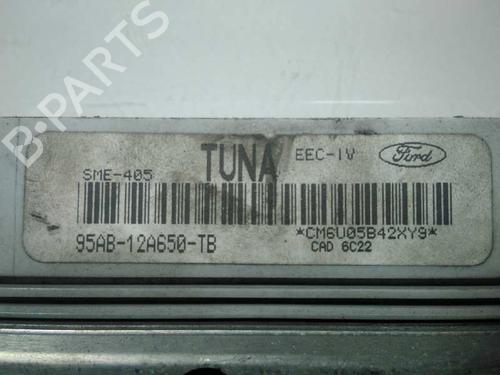 B-PARTS
SME-405 TUNA EEC-IV Ford
95AB-12A650-TB *CM6U05B42XY9*
CAD 6C22